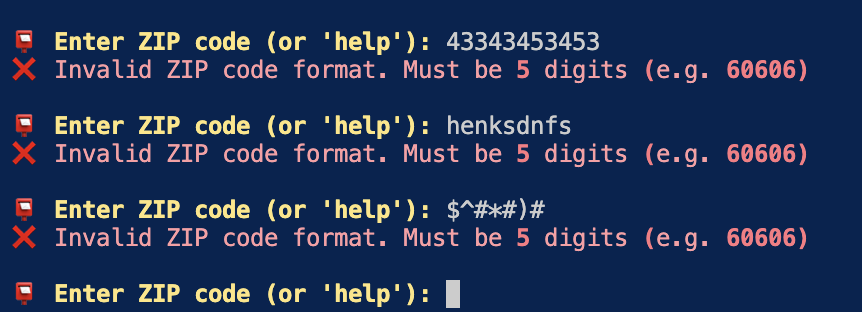 📮 Enter ZIP code (or 'help'): 43343453453
❌ Invalid ZIP code format. Must be 5 digits (e.g. 60606)
📮 Enter ZIP code (or 'help'): henksdnfs
❌ Invalid ZIP code format. Must be 5 digits (e.g. 60606)
📮 Enter ZIP code (or 'help'): $^#*#)#
❌ Invalid ZIP code format. Must be 5 digits (e.g. 60606)
📮 Enter ZIP code (or 'help'):